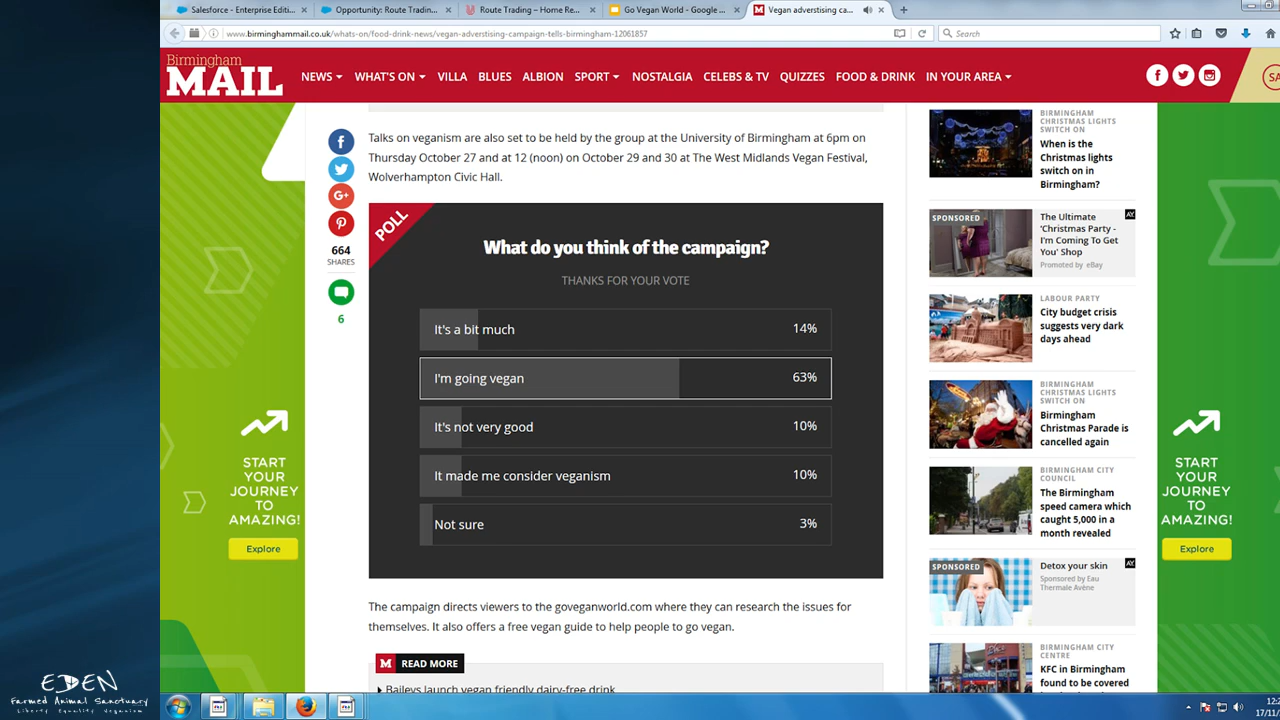 Salesforce - Enterprise Editi...
Opportunity: Route Trading...
Route Trading – Home Re...
Go Vegan World - Google ...
Vegan adverstising ca...
www.birminghammail.co.uk/whats-on/food-drink-news/vegan-adverstising-campaign-tells-birmingham-12061857
Search
Birmingham
MAIL
NEWS
WHAT'S ON
VILLA
BLUES
ALBION
SPORT
NOSTALGIA
CELEBS & TV
QUIZZES
FOOD & DRINK
IN YOUR AREA
SA
664
SHARES
6
Talks on veganism are also set to be held by the group at the University of Birmingham at 6pm on
Thursday October 27 and at 12 (noon) on October 29 and 30 at The West Midlands Vegan Festival,
Wolverhampton Civic Hall.
POLL
What do you think of the campaign?
THANKS FOR YOUR VOTE
It's a bit much 14%
I'm going vegan 63%
It's not very good 10%
It made me consider veganism 10%
Not sure 3%
The campaign directs viewers to the goveganworld.com where they can research the issues for
themselves. It also offers a free vegan guide to help people to go vegan.
M READ MORE
Baileys launch vegan friendly dairy-free drink
BIRMINGHAM
CHRISTMAS LIGHTS
SWITCH ON
When is the
Christmas lights
switch on in
Birmingham?
SPONSORED
The Ultimate
'Christmas Party -
I'm Coming To Get
You' Shop
Promoted by eBay
LABOUR PARTY
City budget crisis
suggests very dark
days ahead
BIRMINGHAM
CHRISTMAS LIGHTS
SWITCH ON
Birmingham
Christmas Parade is
cancelled again
BIRMINGHAM CITY
COUNCIL
The Birmingham
speed camera which
caught 5,000 in a
month revealed
SPONSORED
Detox your skin
Sponsored by Eau
Thermale Avène
BIRMINGHAM CITY
CENTRE
KFC in Birmingham
found to be covered
START
YOUR
JOURNEY
TO
AMAZING!
Explore
START
YOUR
JOURNEY
TO
AMAZING!
Explore
EDEN
Farmed Animal Sanctuary
Liberty Equality Veganism
12:
17/11/